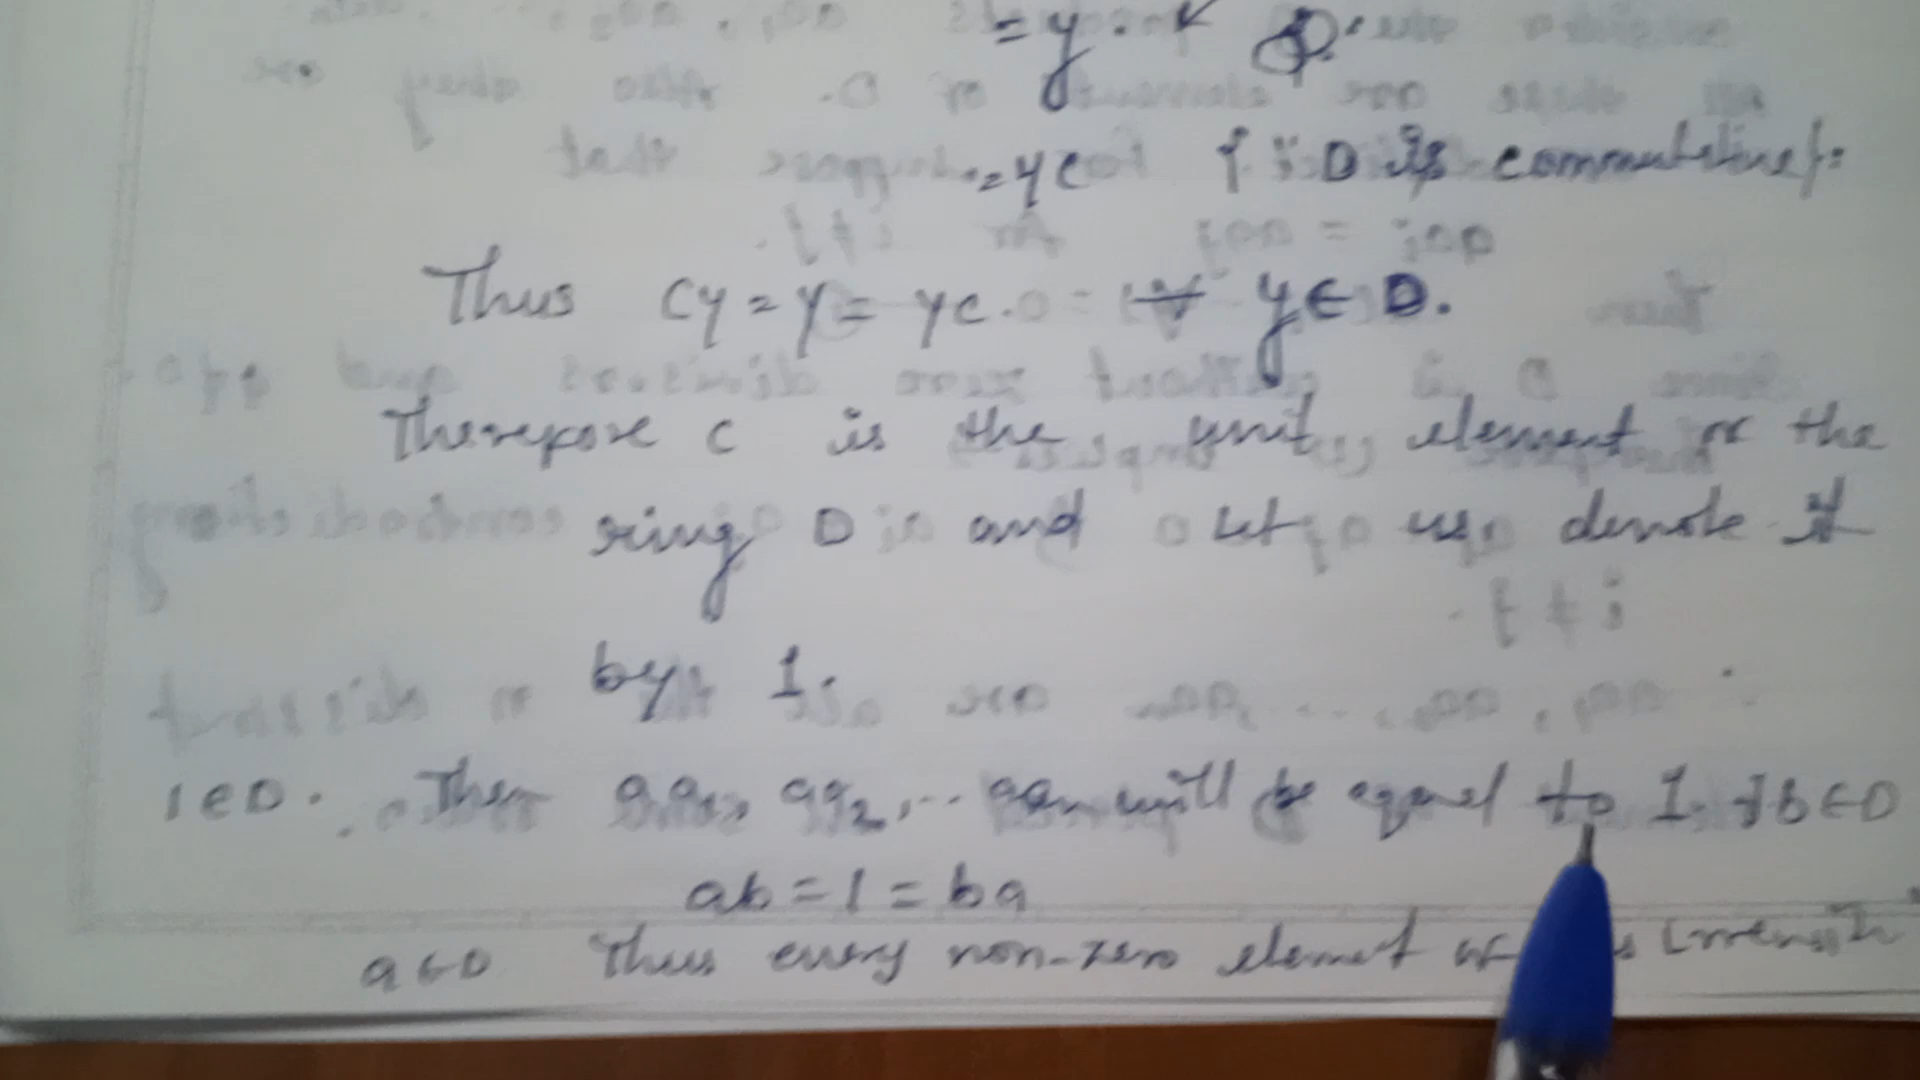 = y.
= yc {∵ D is commutative}.
Thus cy = y = yc. ∀ y ∈ D.
Therefore c is the unit element of the
ring D and let us denote it
by 1.
1 ∈ D. Then aa1, aa2, ... aan will be equal to 1. b ∈ D
ab = 1 = ba
a ∈ D Thus every non-zero element of